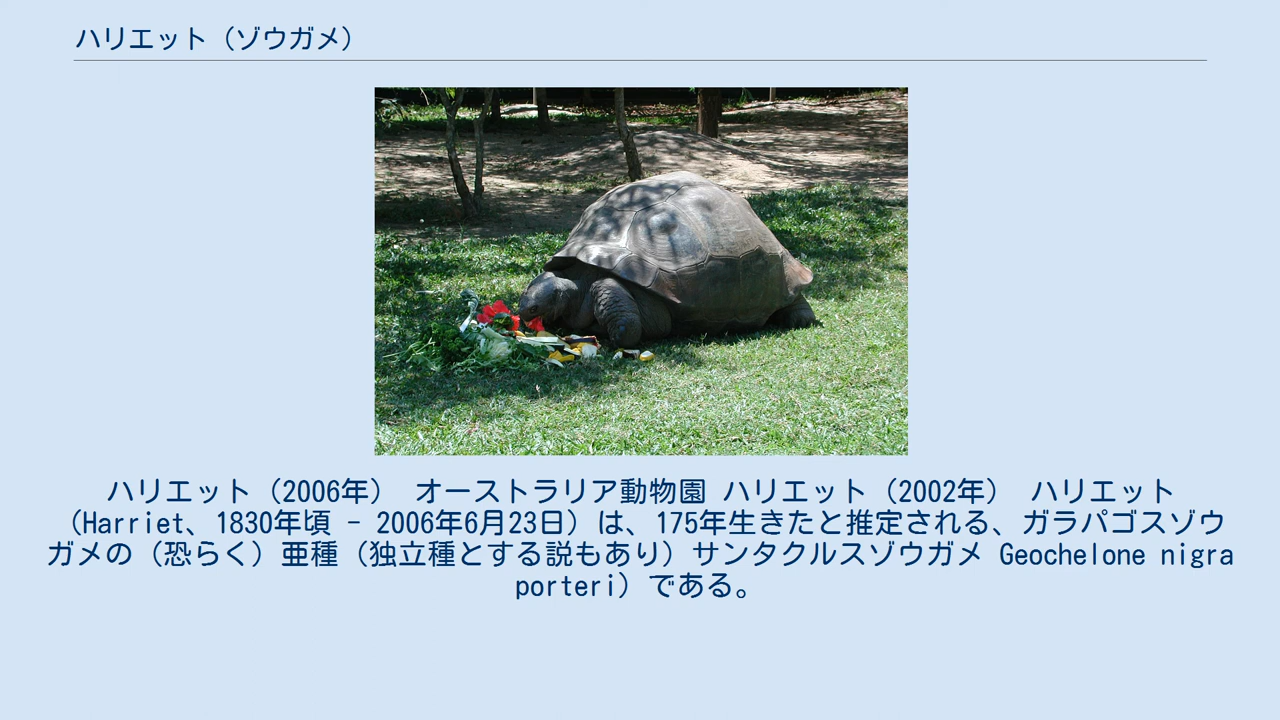 ハリエット（ゾウガメ）
ハリエット（2006年） オーストラリア動物園 ハリエット（2002年） ハリエット
（Harriet、1830年頃 - 2006年6月23日）は、175年生きたと推定される、ガラパゴスゾウ
ガメの（恐らく）亜種（独立種とする説もあり）サンタクルスゾウガメ Geochelone nigra
porteri）である。